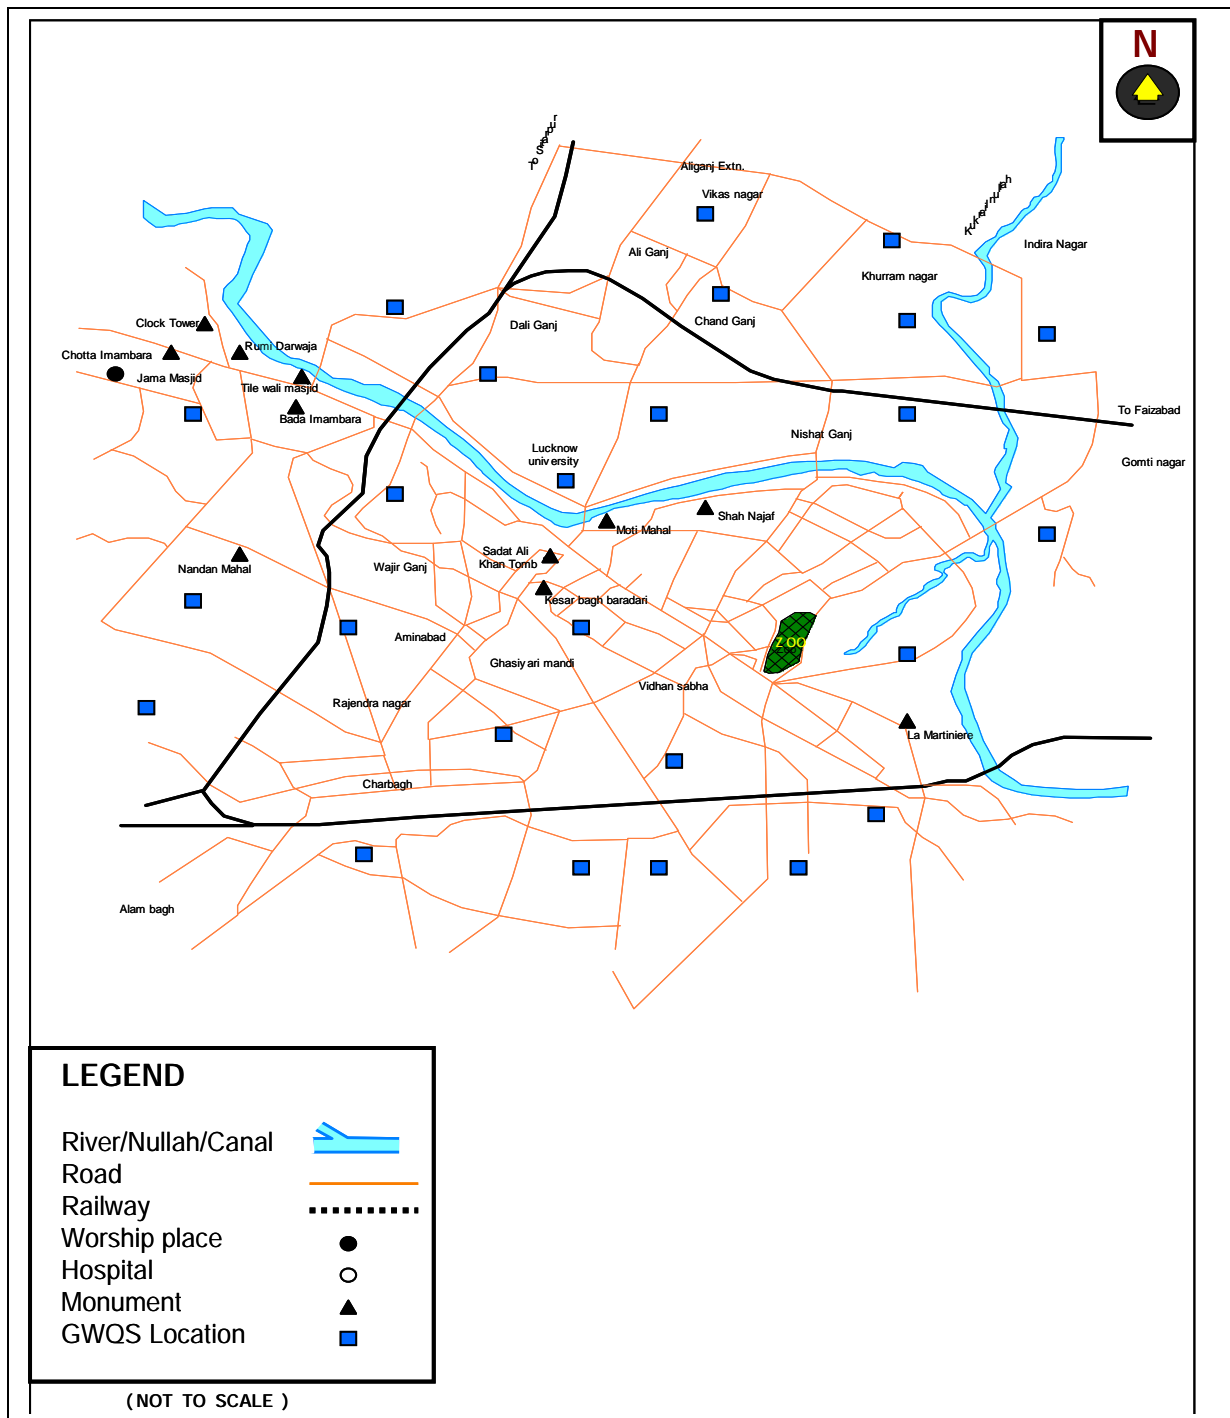 N
To Sitapur
Aliganj Extn.
Vikas nagar
Kukrail nullah
Indira Nagar
Ali Ganj
Khurram nagar
Clock Tower
Dali Ganj
Chand Ganj
Rumi Darwaja
Chotta Imambara
Jama Masjid
Tile wali masjid
Bada Imambara
To Faizabad
Nishat Ganj
Lucknow
university
Gomti nagar
Shah Najaf
Moti Mahal
Sadat Ali
Khan Tomb
Nandan Mahal
Wajir Ganj
Kesar bagh baradari
Aminabad
ZOO
Ghasiyari mandi
Vidhan sabha
Rajendra nagar
La Martiniere
Charbagh
Alam bagh
LEGEND
River/Nullah/Canal
Road
Railway
Worship place
Hospital
Monument
GWQS Location
( NOT TO SCALE )